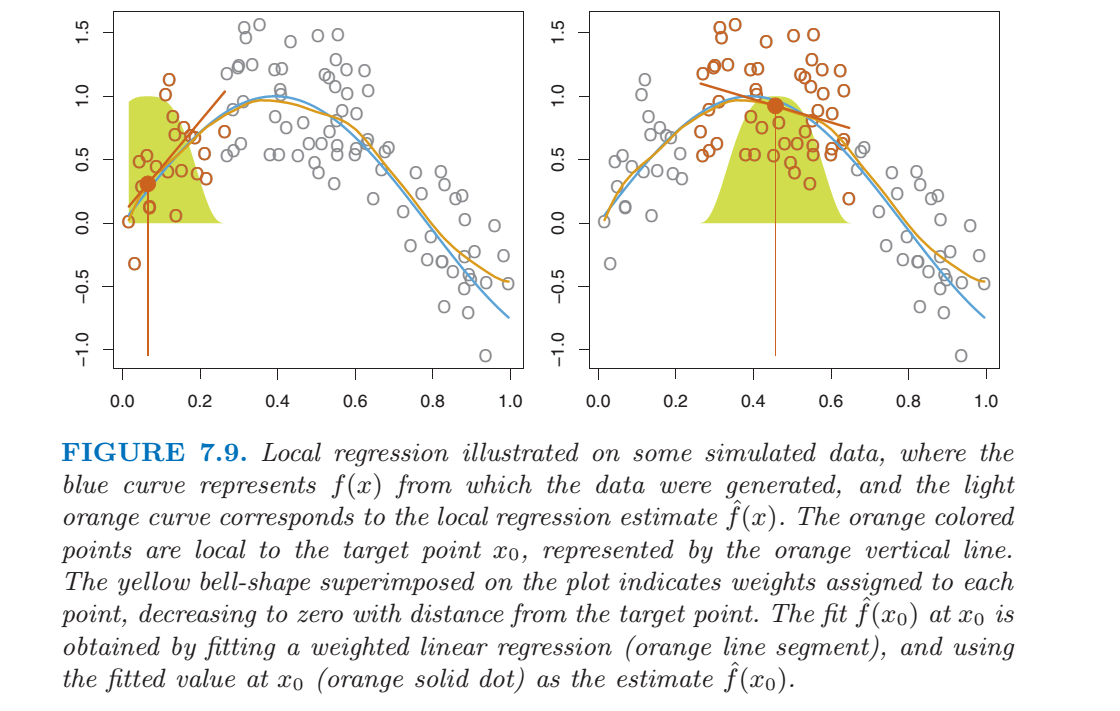 1.5
1.0
0.5
0.0
−0.5
−1.0
0.0 0.2 0.4 0.6 0.8 1.0
1.5
1.0
0.5
0.0
−0.5
−1.0
0.0 0.2 0.4 0.6 0.8 1.0
FIGURE 7.9. Local regression illustrated on some simulated data, where the
blue curve represents f(x) from which the data were generated, and the light
orange curve corresponds to the local regression estimate f̂(x). The orange colored
points are local to the target point x₀, represented by the orange vertical line.
The yellow bell-shape superimposed on the plot indicates weights assigned to each
point, decreasing to zero with distance from the target point. The fit f̂(x₀) at x₀ is
obtained by fitting a weighted linear regression (orange line segment), and using
the fitted value at x₀ (orange solid dot) as the estimate f̂(x₀).